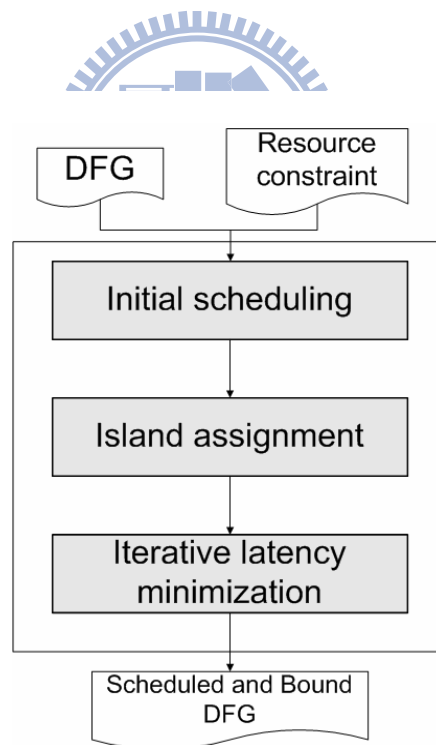 DFG
Resource
constraint
Initial scheduling
Island assignment
Iterative latency
minimization
Scheduled and Bound
DFG